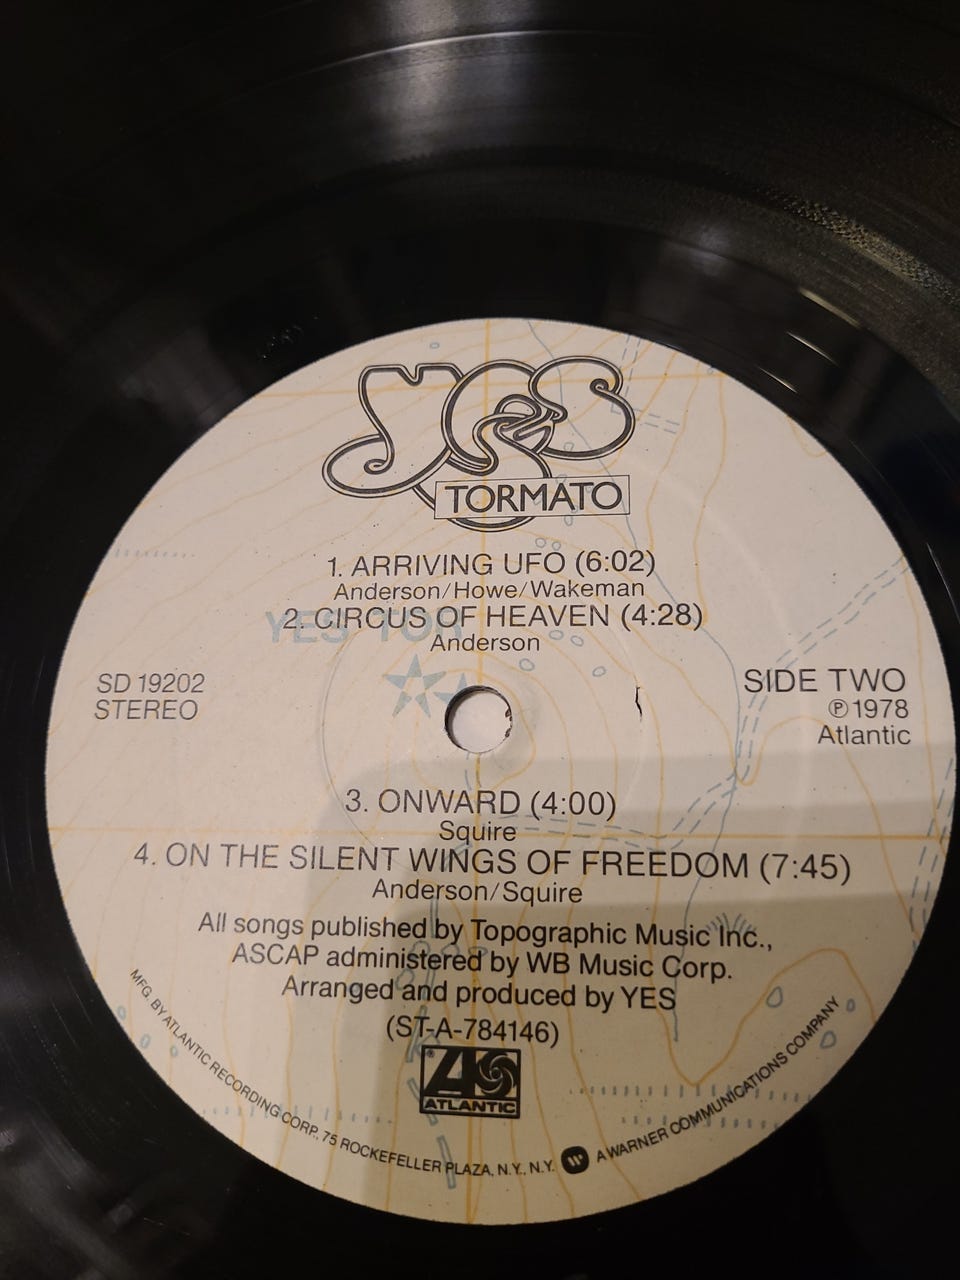 YES
TORMATO
1. ARRIVING UFO (6:02)
Anderson/Howe/Wakeman
YES TOR
2. CIRCUS OF HEAVEN (4:28)
Anderson
SD 19202
STEREO
SIDE TWO
℗ 1978
Atlantic
3. ONWARD (4:00)
Squire
4. ON THE SILENT WINGS OF FREEDOM (7:45)
Anderson/Squire
All songs published by Topographic Music Inc.,
ASCAP administered by WB Music Corp.
Arranged and produced by YES
(ST-A-784146)
ATLANTIC
MFG. BY ATLANTIC RECORDING CORP., 75 ROCKEFELLER PLAZA, N.Y., N.Y. A WARNER COMMUNICATIONS COMPANY